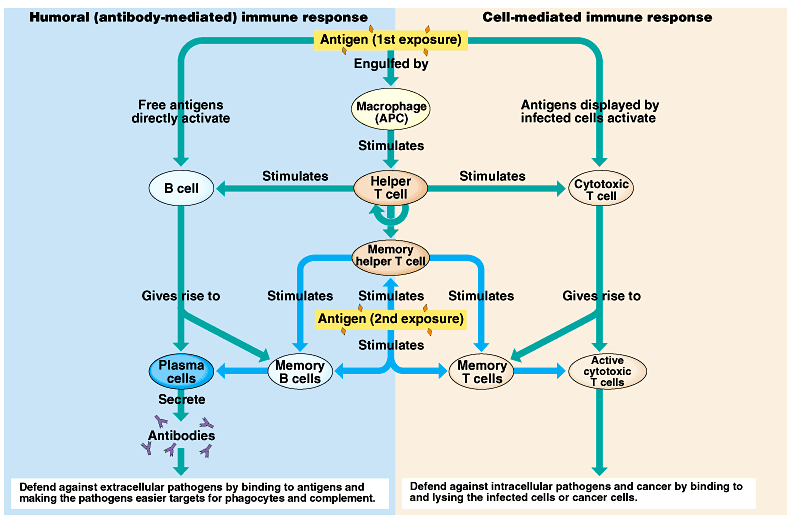 Humoral (antibody-mediated) immune response
Cell-mediated immune response
Antigen (1st exposure)
Engulfed by
Free antigens
directly activate
Macrophage
(APC)
Antigens displayed by
infected cells activate
Stimulates
B cell
Stimulates
Helper
T cell
Stimulates
Cytotoxic
T cell
Memory
helper T cell
Gives rise to
Stimulates
Stimulates
Stimulates
Gives rise to
Antigen (2nd exposure)
Stimulates
Plasma
cells
Memory
B cells
Memory
T cells
Active
cytotoxic
T cells
Secrete
Antibodies
Defend against extracellular pathogens by binding to antigens and
making the pathogens easier targets for phagocytes and complement.
Defend against intracellular pathogens and cancer by binding to
and lysing the infected cells or cancer cells.